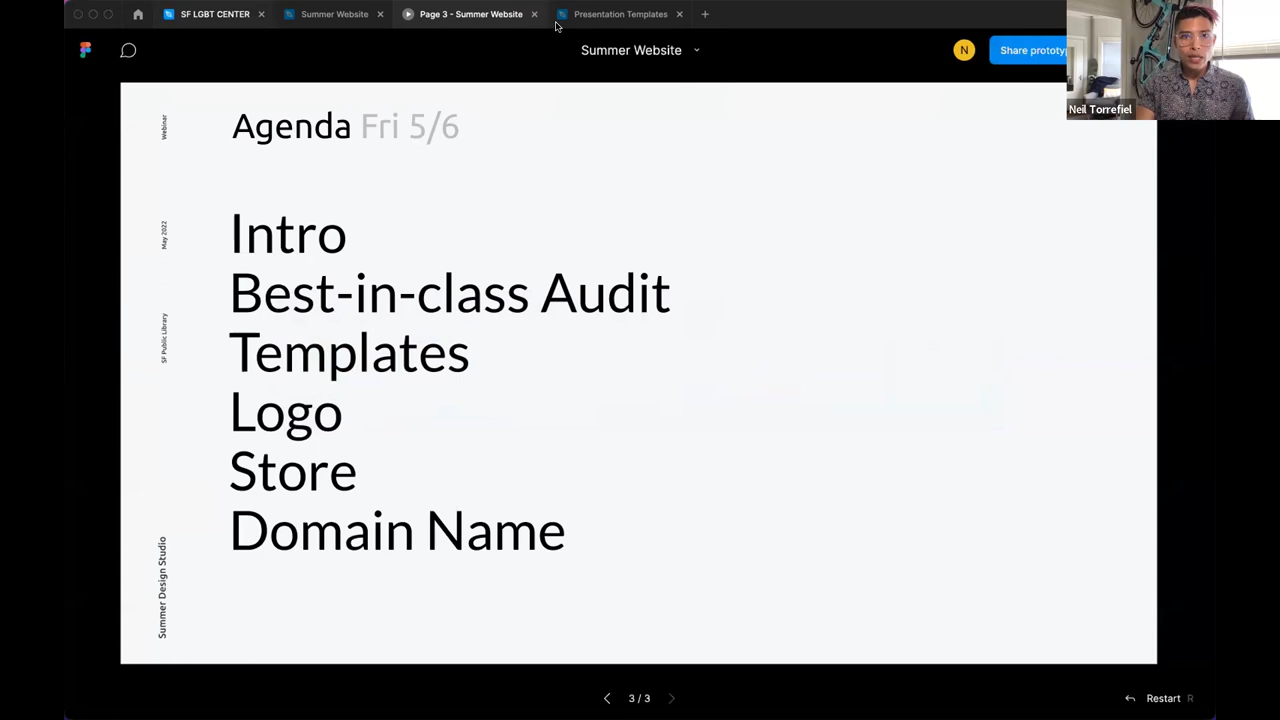 SF LGBT CENTER
Summer Website
Page 3 - Summer Website
Presentation Templates
Summer Website
N
Share prototyp
Neil Torrefiel
Webinar
May 2022
SF Public Library
Summer Design Studio
Agenda Fri 5/6
Intro
Best-in-class Audit
Templates
Logo
Store
Domain Name
3 / 3
Restart R